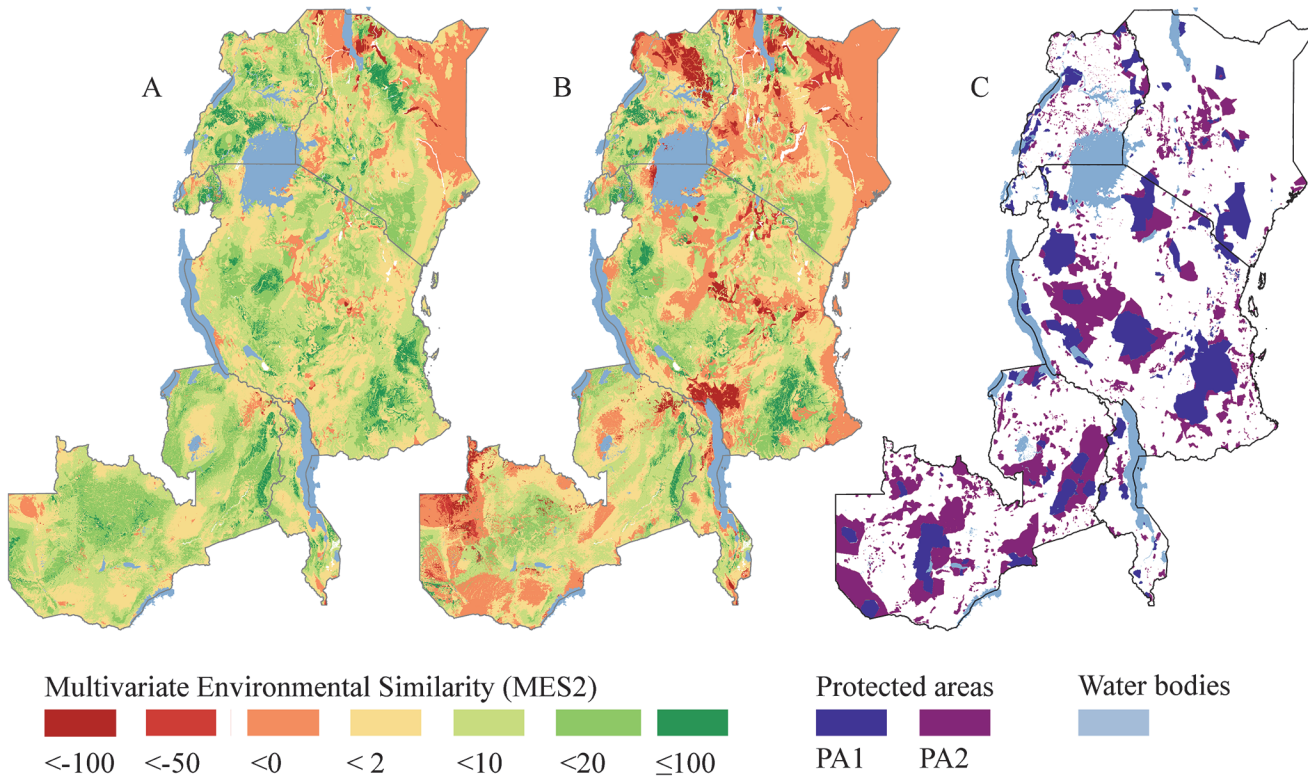 A
B
C
Multivariate Environmental Similarity (MES2)
Protected areas
Water bodies
<-100 <-50 <0 < 2 <10 <20 ≤100
PA1 PA2